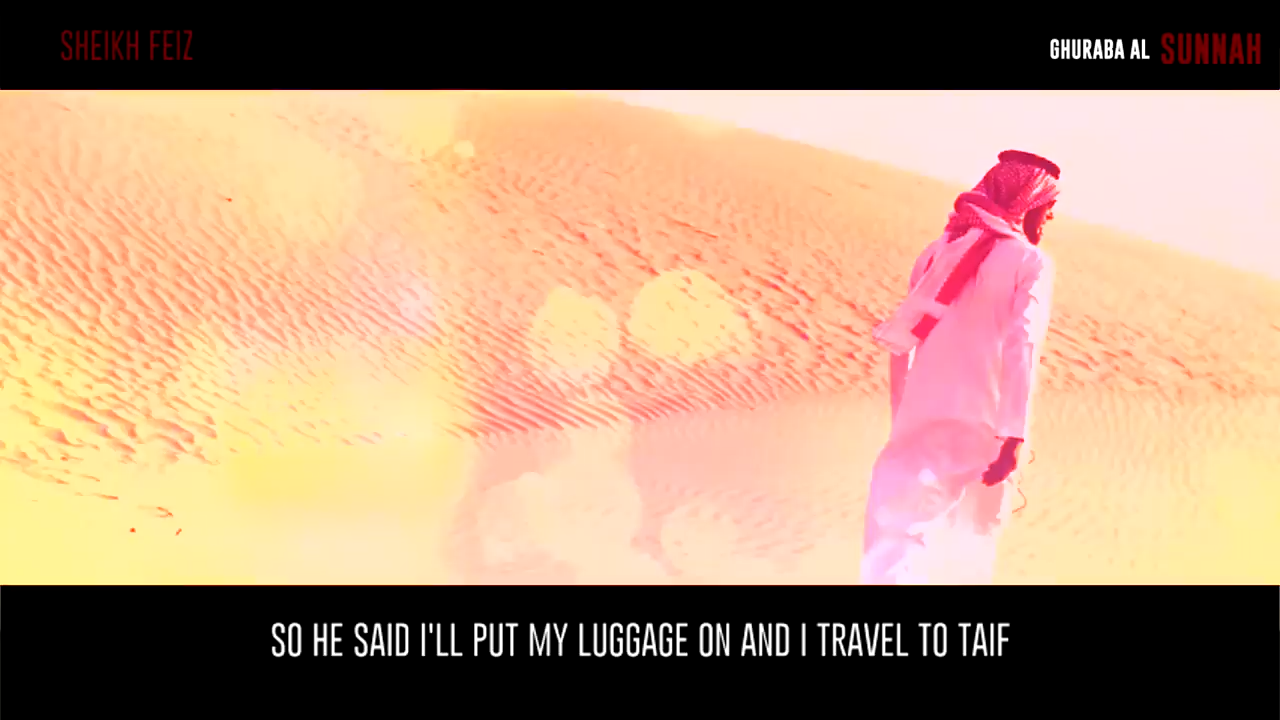 SHEIKH FEIZ
GHURABA AL SUNNAH
SO HE SAID I'LL PUT MY LUGGAGE ON AND I TRAVEL TO TAIF